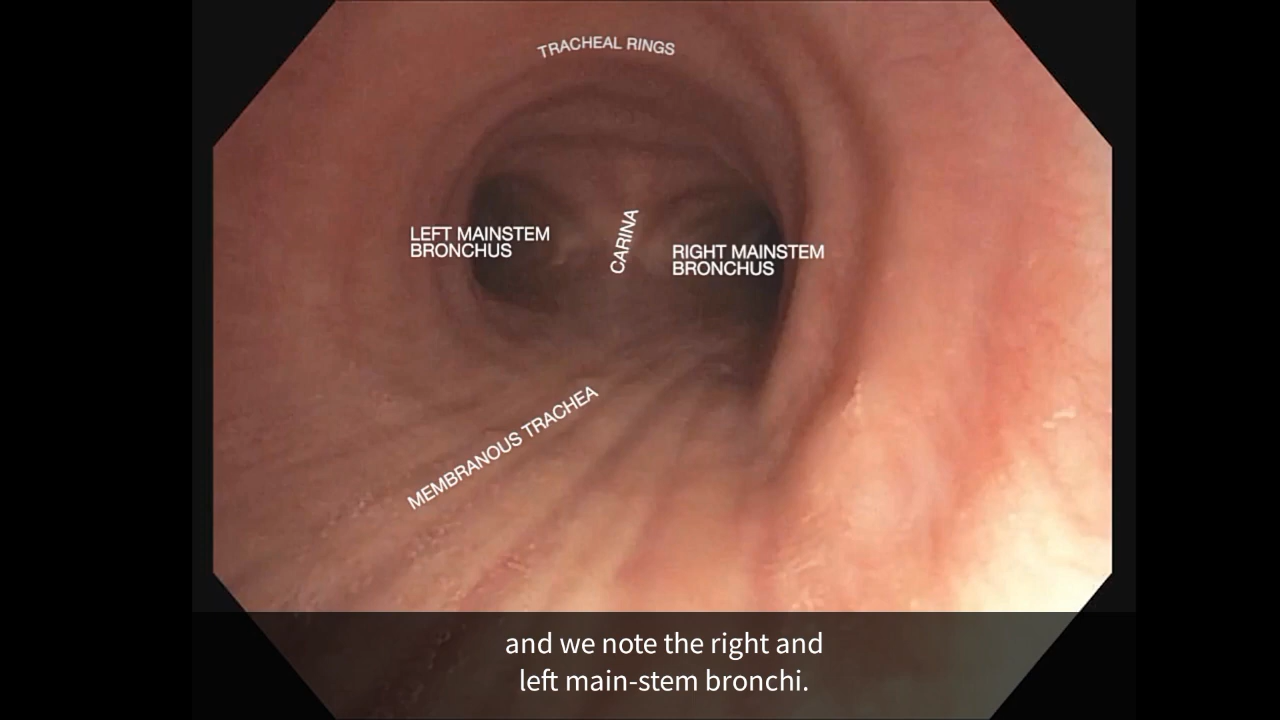 TRACHEAL RINGS
LEFT MAINSTEM
BRONCHUS
CARINA
RIGHT MAINSTEM
BRONCHUS
MEMBRANOUS TRACHEA
and we note the right and
left main-stem bronchi.